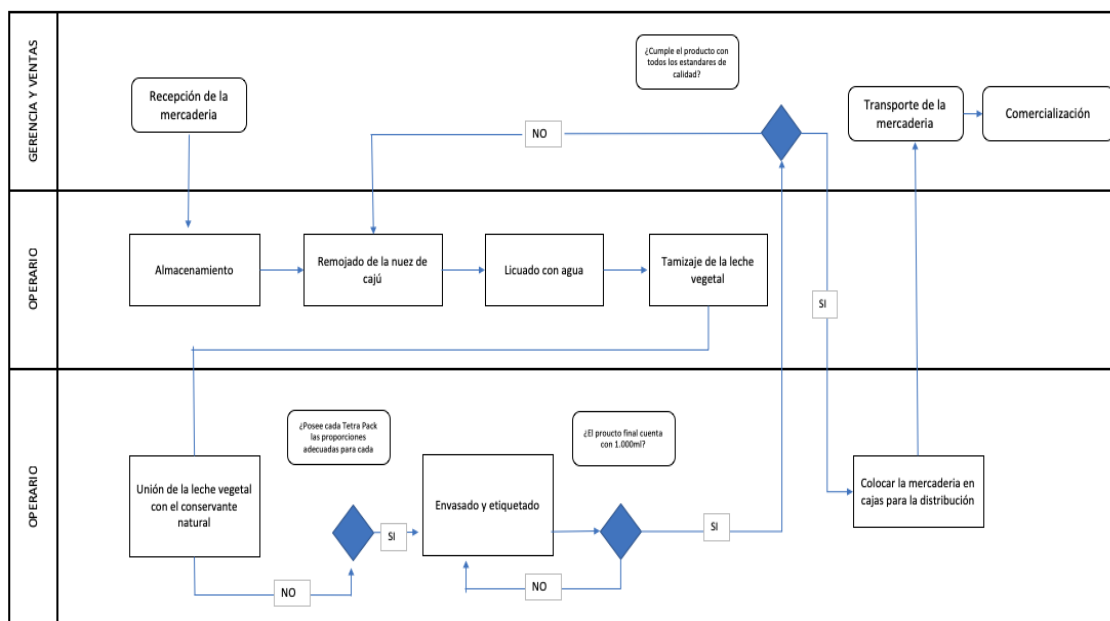 GERENCIA Y VENTAS
¿Cumple el producto con
todos los estandares de
calidad?
Recepción de la
mercaderia
Transporte de la
mercaderia
Comercialización
NO
OPERARIO
Almacenamiento
Remojado de la nuez de
cajú
Licuado con agua
Tamizaje de la leche
vegetal
SI
OPERARIO
¿Posee cada Tetra Pack
las proporciones
adecuadas para cada
¿El proucto final cuenta
con 1.000ml?
Unión de la leche vegetal
con el conservante
natural
Envasado y etiquetado
Colocar la mercaderia en
cajas para la distribución
SI
SI
NO
NO